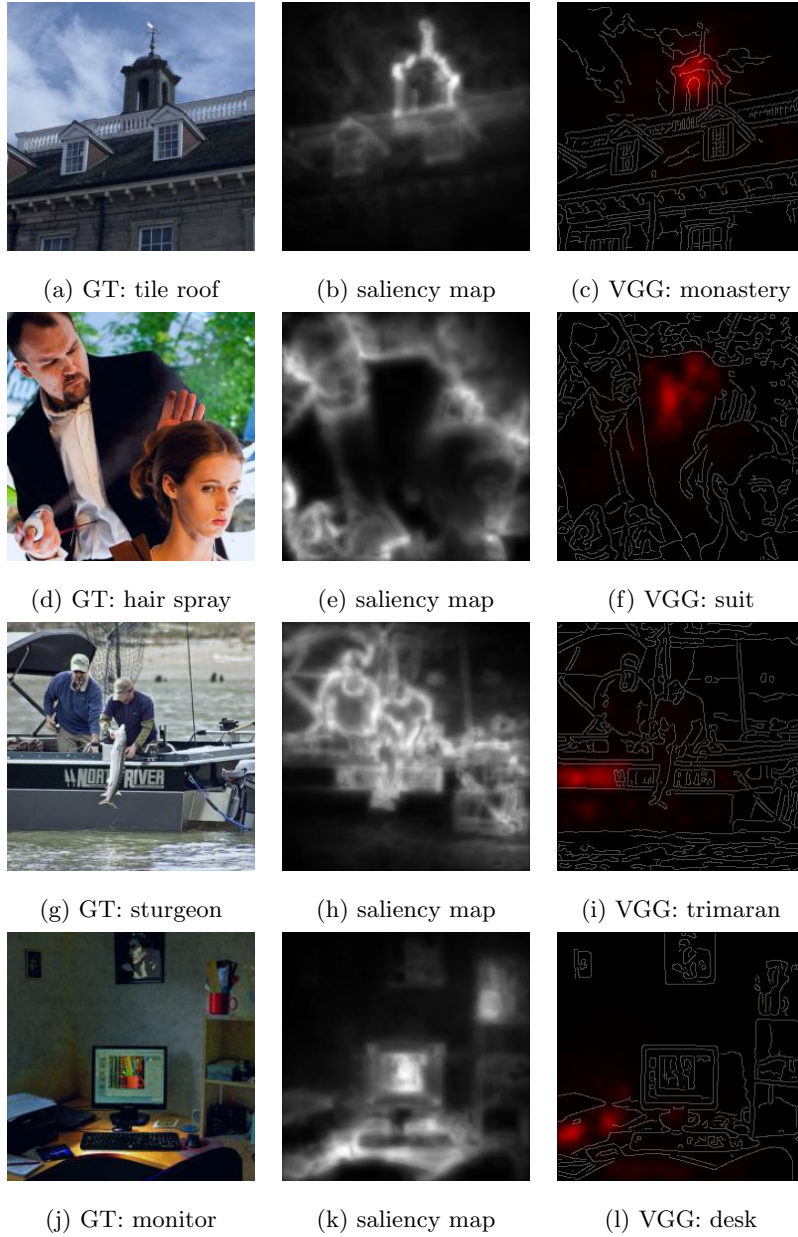 (a) GT: tile roof
(b) saliency map
(c) VGG: monastery
(d) GT: hair spray
(e) saliency map
(f) VGG: suit
NORTH RIVER
(g) GT: sturgeon
(h) saliency map
(i) VGG: trimaran
(j) GT: monitor
(k) saliency map
(l) VGG: desk